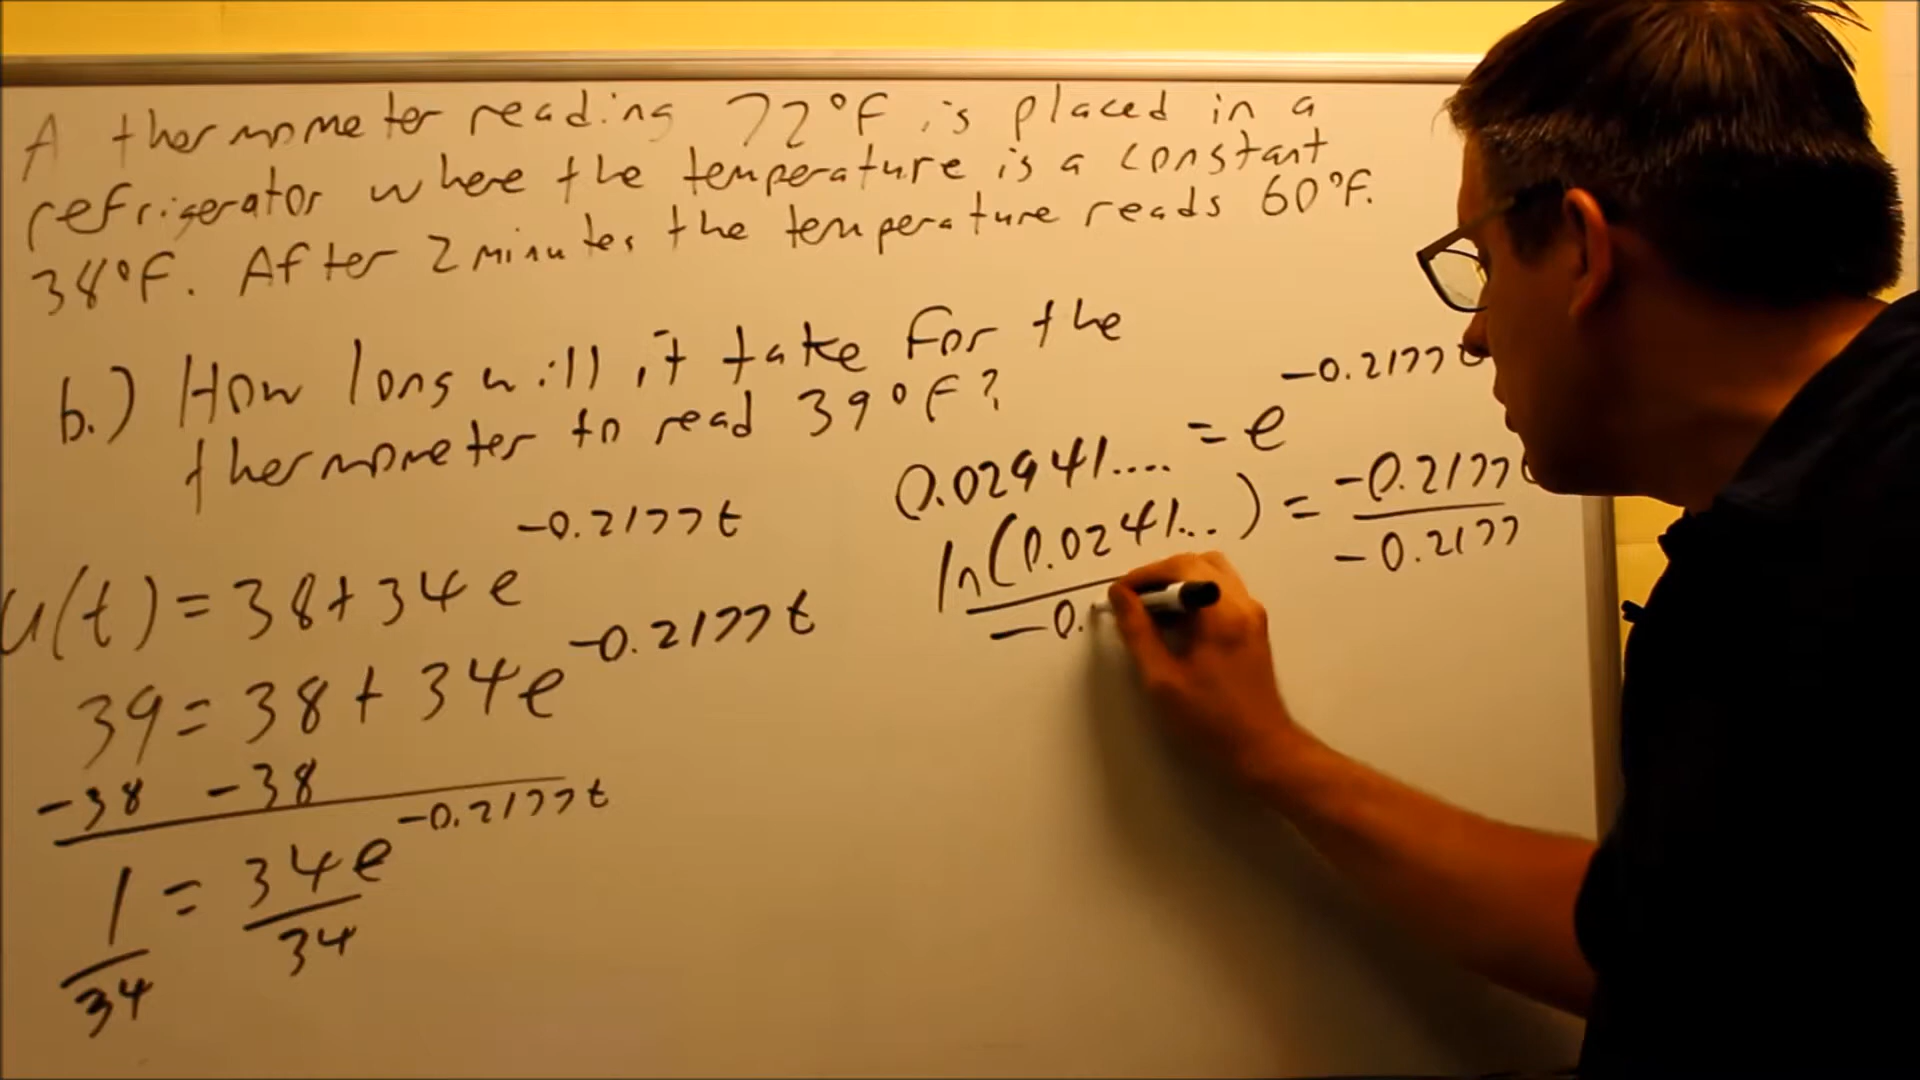 A thermometer reading 72°F is placed in a
refrigerator where the temperature is a constant
38°F. After 2 minutes the temperature reads 60°F.
b.) How long will it take for the
thermometer to read 39°F?
u(t) = 38 + 34e^-0.2177t
39 = 38 + 34e^-0.2177t
-38 -38
1 = 34e^-0.2177t
34 34
0.02941.... = e^-0.2177t
ln(0.0241...) = -0.2177t
-0. -0.2177